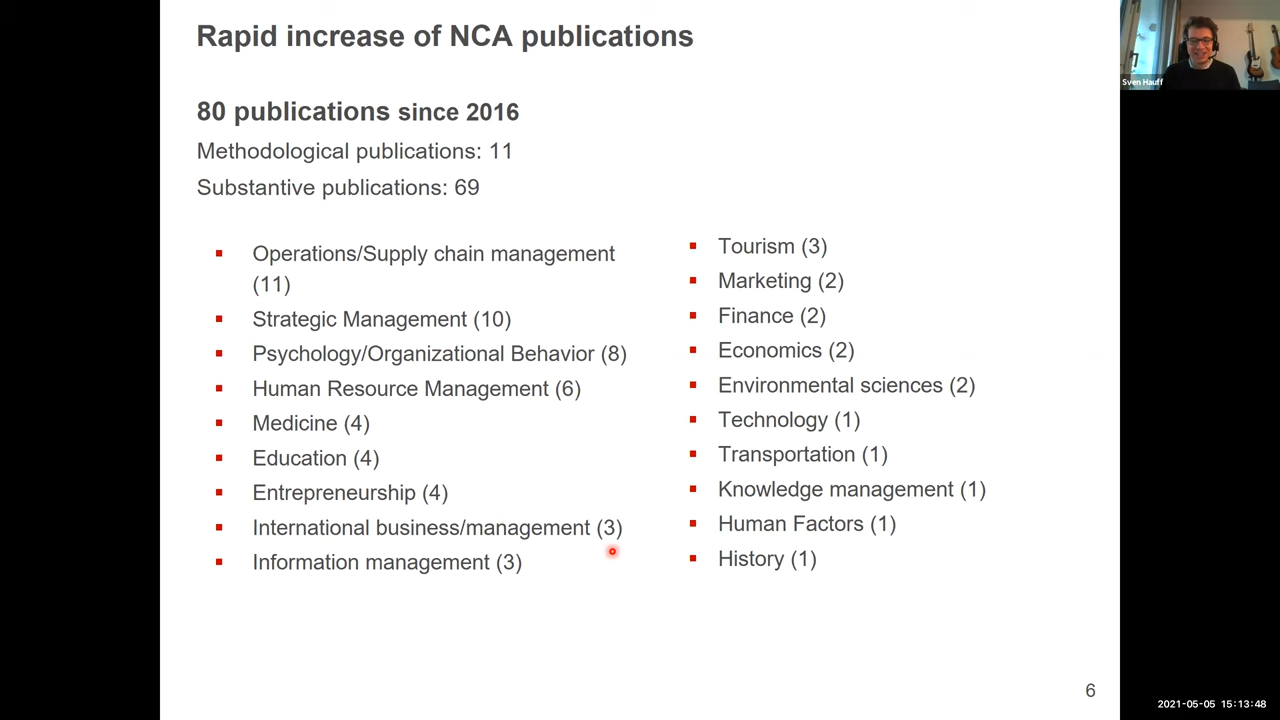 Rapid increase of NCA publications
80 publications since 2016
Methodological publications: 11
Substantive publications: 69
Operations/Supply chain management
(11)
Strategic Management (10)
Psychology/Organizational Behavior (8)
Human Resource Management (6)
Medicine (4)
Education (4)
Entrepreneurship (4)
International business/management (3)
Information management (3)
Tourism (3)
Marketing (2)
Finance (2)
Economics (2)
Environmental sciences (2)
Technology (1)
Transportation (1)
Knowledge management (1)
Human Factors (1)
History (1)
6
Sven Hauff
2021-05-05 15:13:48